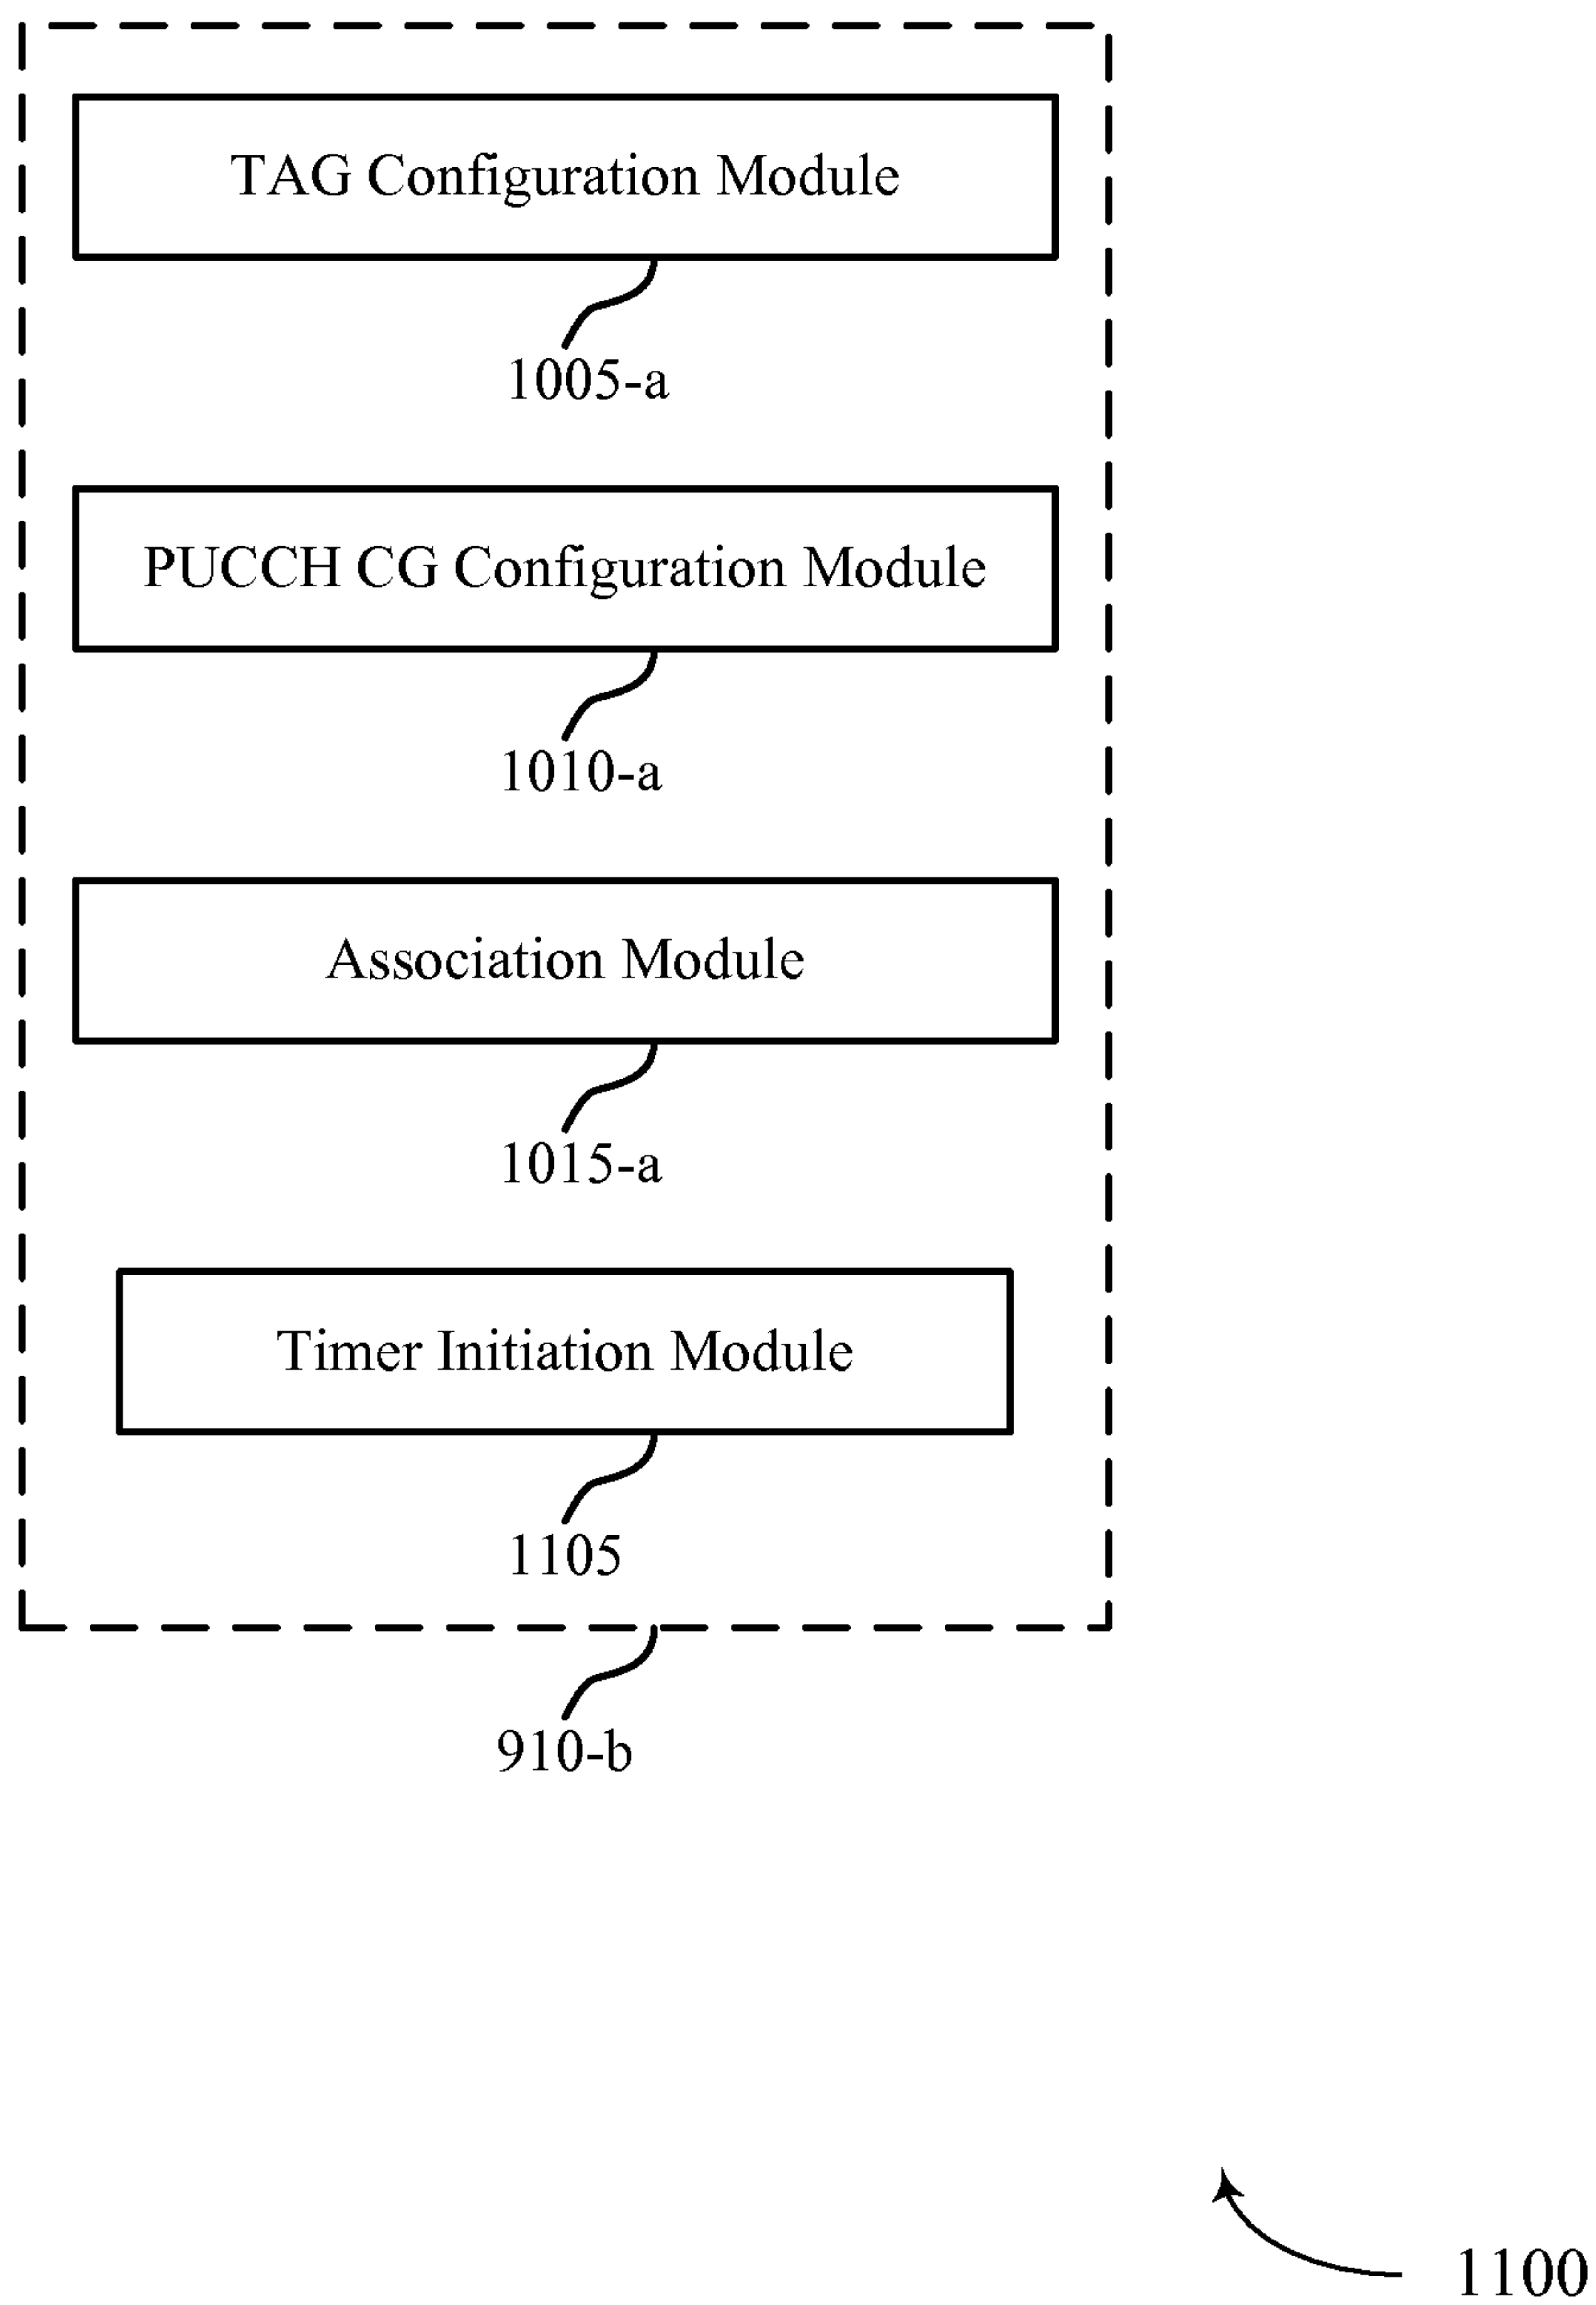 TAG Configuration Module
1005-a
PUCCH CG Configuration Module
1010-a
Association Module
1015-a
Timer Initiation Module
1105
910-b
1100